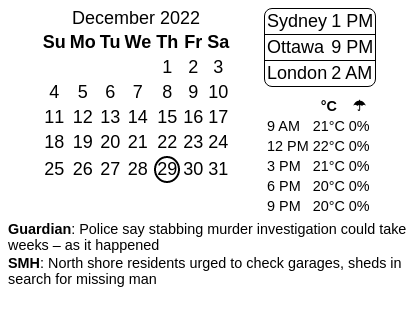 December 2022
Su Mo Tu We Th Fr Sa
1 2 3
4 5 6 7 8 9 10
11 12 13 14 15 16 17
18 19 20 21 22 23 24
25 26 27 28 29 30 31
Sydney 1 PM
Ottawa 9 PM
London 2 AM
°C ☂
9 AM 21°C 0%
12 PM 22°C 0%
3 PM 21°C 0%
6 PM 20°C 0%
9 PM 20°C 0%
Guardian: Police say stabbing murder investigation could take
weeks – as it happened
SMH: North shore residents urged to check garages, sheds in
search for missing man